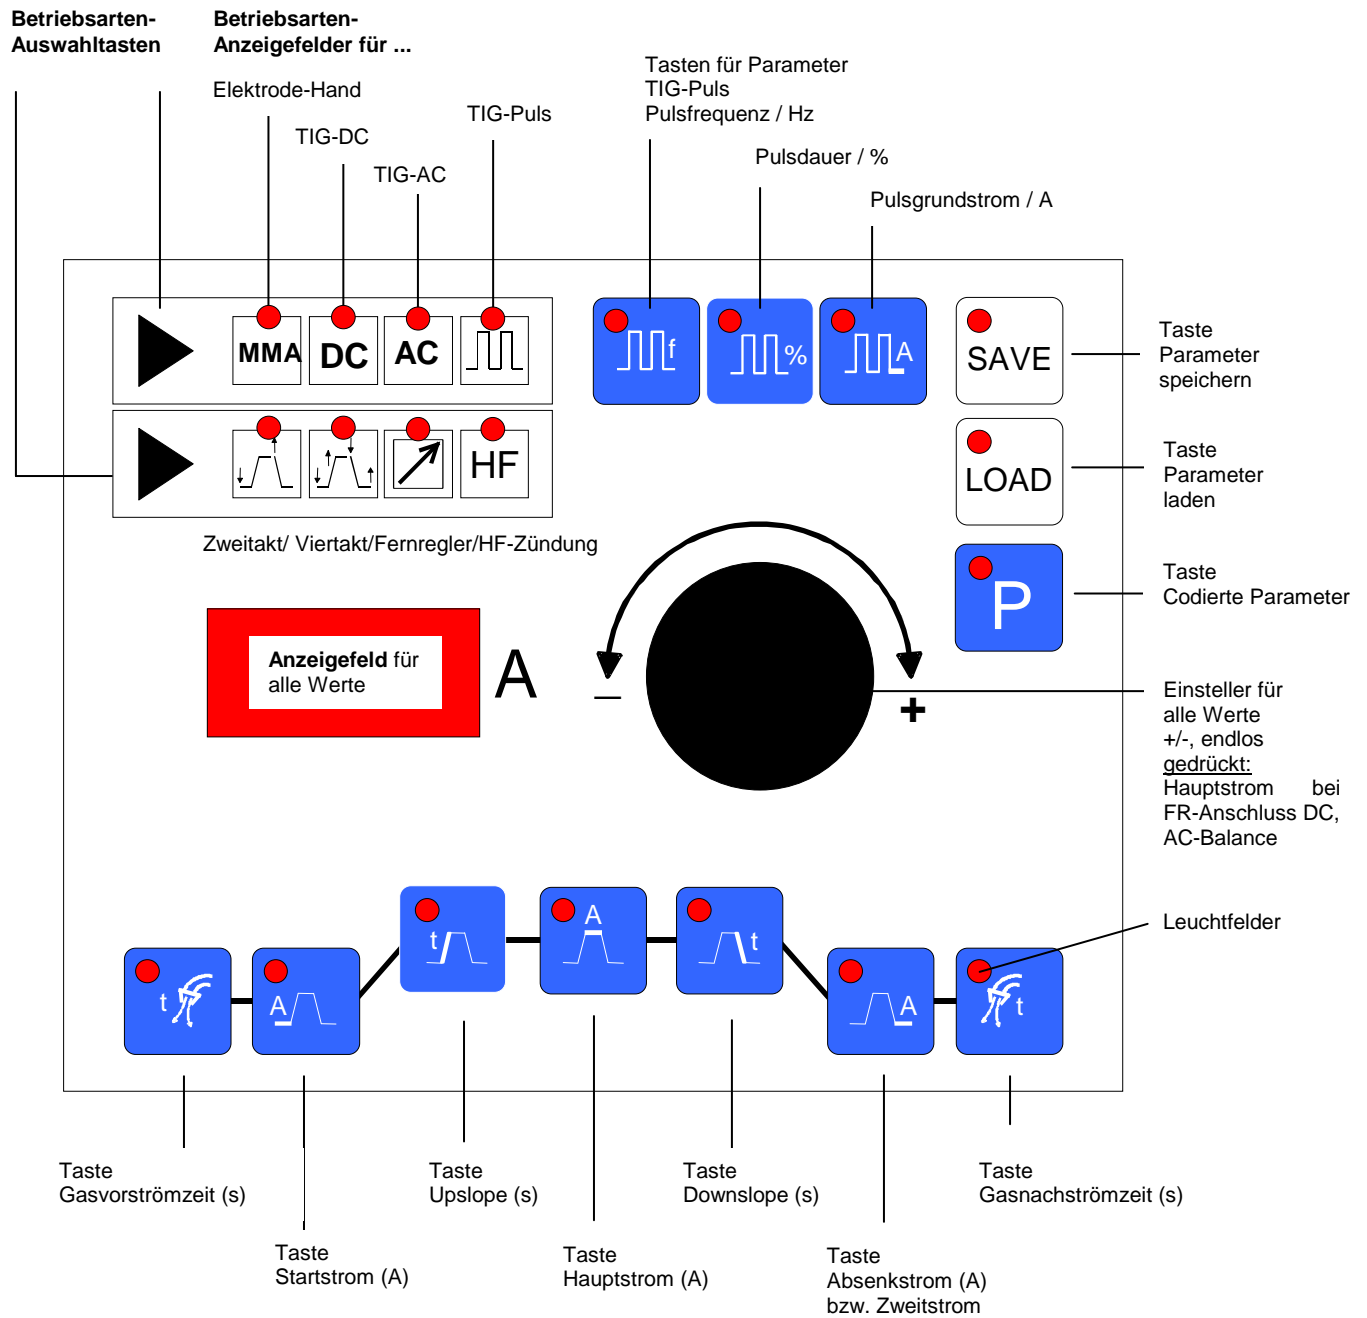 Betriebsarten-
Auswahltasten
Betriebsarten-
Anzeigefelder für ...
Elektrode-Hand
TIG-DC
TIG-AC
TIG-Puls
Tasten für Parameter
TIG-Puls
Pulsfrequenz / Hz
Pulsdauer / %
Pulsgrundstrom / A
MMA
DC
AC
f
%
A
SAVE
Taste
Parameter
speichern
HF
LOAD
Taste
Parameter
laden
Zweitakt/ Viertakt/Fernregler/HF-Zündung
P
Taste
Codierte Parameter
Anzeigefeld für
alle Werte
A
–
+
Einsteller für
alle Werte
+/-, endlos
gedrückt:
Hauptstrom bei
FR-Anschluss DC,
AC-Balance
Leuchtfelder
t
A
t
A
t
A
t
Taste
Gasvorströmzeit (s)
Taste
Startstrom (A)
Taste
Upslope (s)
Taste
Hauptstrom (A)
Taste
Downslope (s)
Taste
Absenkstrom (A)
bzw. Zweitstrom
Taste
Gasnachströmzeit (s)